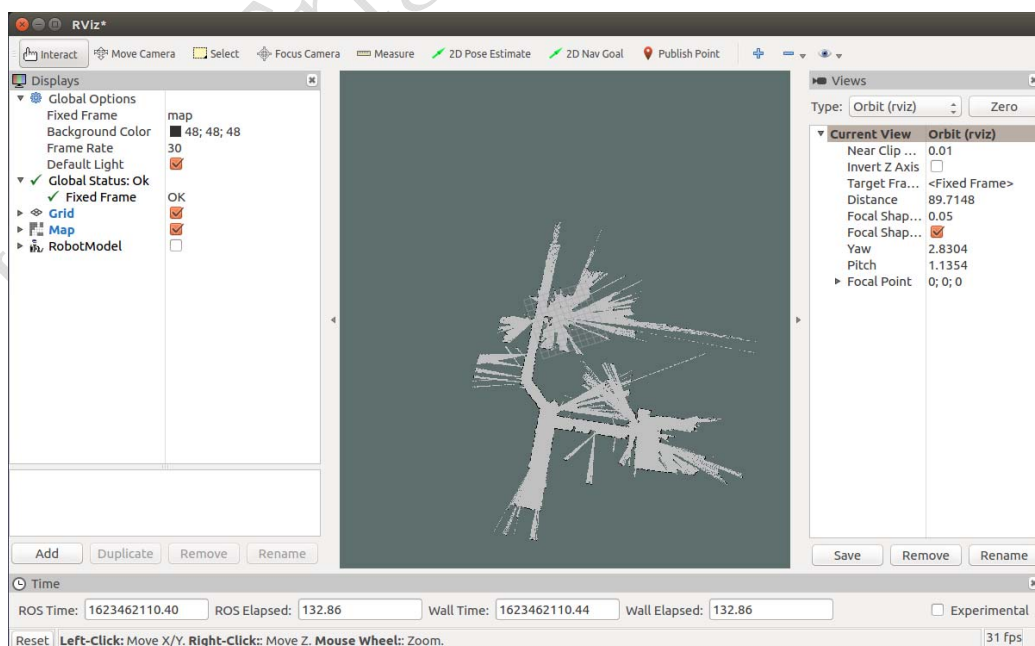 RViz*
Interact Move Camera Select Focus Camera Measure 2D Pose Estimate 2D Nav Goal Publish Point
Displays
Global Options
Fixed Frame map
Background Color 48; 48; 48
Frame Rate 30
Default Light
Global Status: Ok
Fixed Frame OK
Grid
Map
RobotModel
Add Duplicate Remove Rename
Views
Type: Orbit (rviz) Zero
Current View Orbit (rviz)
Near Clip ... 0.01
Invert Z Axis
Target Fra... <Fixed Frame>
Distance 89.7148
Focal Shap... 0.05
Focal Shap...
Yaw 2.8304
Pitch 1.1354
Focal Point 0; 0; 0
Save Remove Rename
Time
ROS Time: 1623462110.40 ROS Elapsed: 132.86 Wall Time: 1623462110.44 Wall Elapsed: 132.86 Experimental
Reset Left-Click: Move X/Y. Right-Click:: Move Z. Mouse Wheel:: Zoom. 31 fps